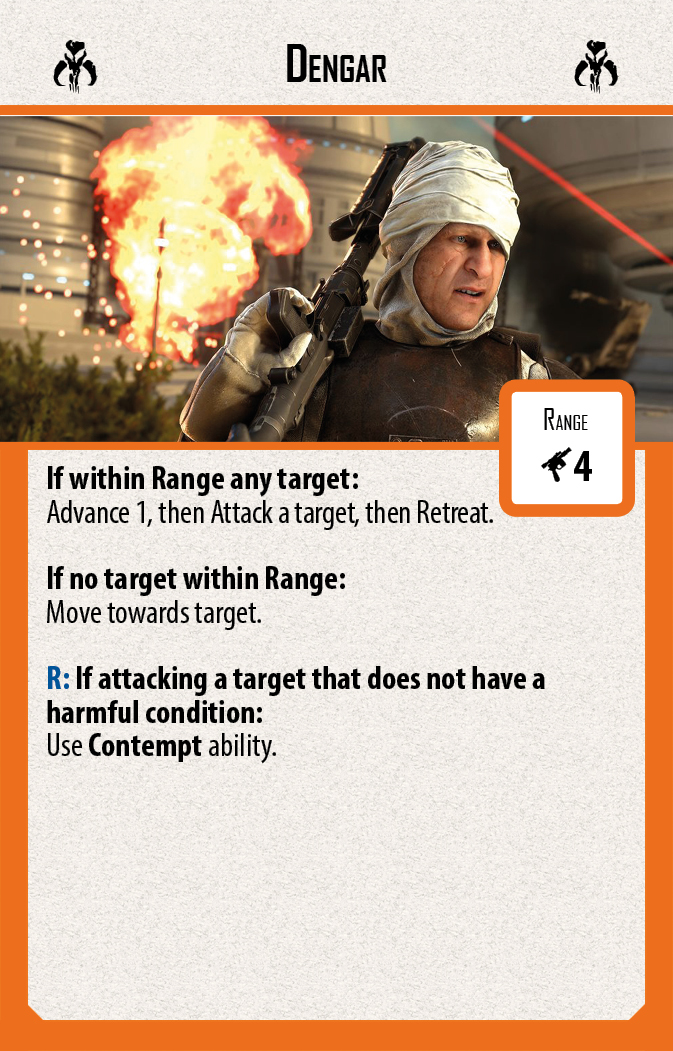 Dengar
Range
4
If within Range any target:
Advance 1, then Attack a target, then Retreat.
If no target within Range:
Move towards target.
R: If attacking a target that does not have a
harmful condition:
Use Contempt ability.